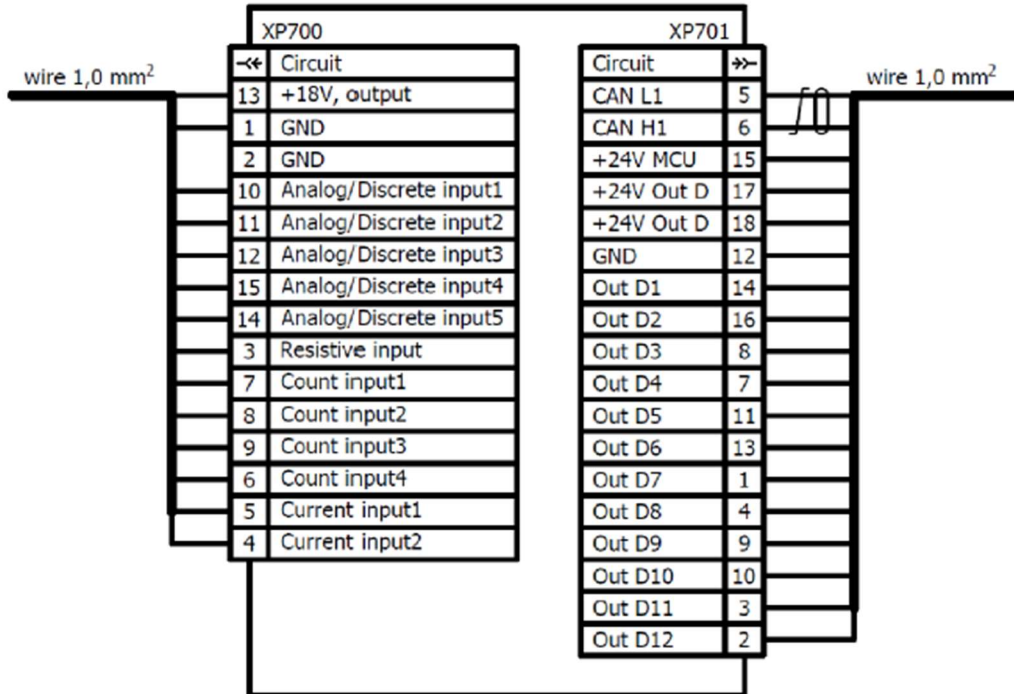 XP700
XP701
wire 1,0 mm²
wire 1,0 mm²
Circuit
13 +18V, output
1 GND
2 GND
10 Analog/Discrete input1
11 Analog/Discrete input2
12 Analog/Discrete input3
15 Analog/Discrete input4
14 Analog/Discrete input5
3 Resistive input
7 Count input1
8 Count input2
9 Count input3
6 Count input4
5 Current input1
4 Current input2
Circuit
CAN L1 5
CAN H1 6
+24V MCU 15
+24V Out D 17
+24V Out D 18
GND 12
Out D1 14
Out D2 16
Out D3 8
Out D4 7
Out D5 11
Out D6 13
Out D7 1
Out D8 4
Out D9 9
Out D10 10
Out D11 3
Out D12 2